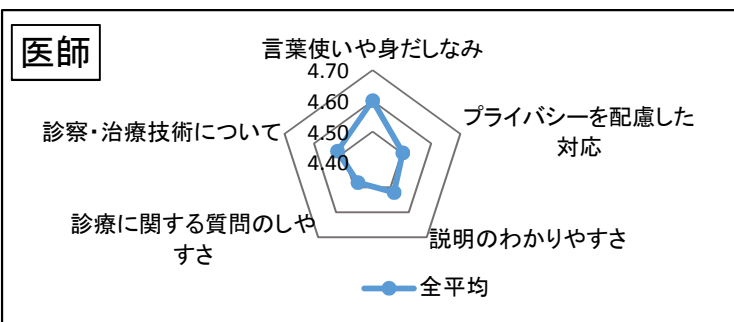 医師
言葉使いや身だしなみ
4.70
4.60
4.50
4.40
プライバシーを配慮した
対応
説明のわかりやすさ
診療に関する質問のしや
すさ
診察・治療技術について
全平均